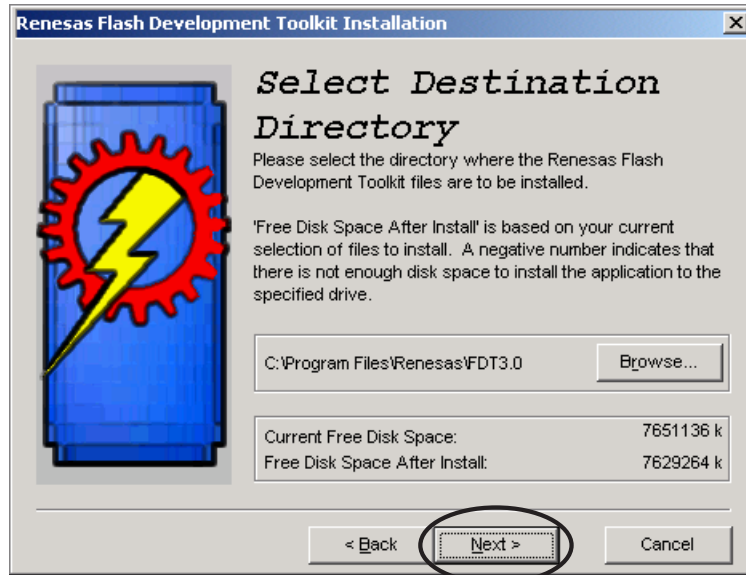 Renesas Flash Development Toolkit Installation
Select Destination
Directory
Please select the directory where the Renesas Flash
Development Toolkit files are to be installed.
'Free Disk Space After Install' is based on your current
selection of files to install. A negative number indicates that
there is not enough disk space to install the application to the
specified drive.
C:\Program Files\Renesas\FDT3.0 Browse...
Current Free Disk Space: 7651136 k
Free Disk Space After Install: 7629264 k
< Back Next > Cancel